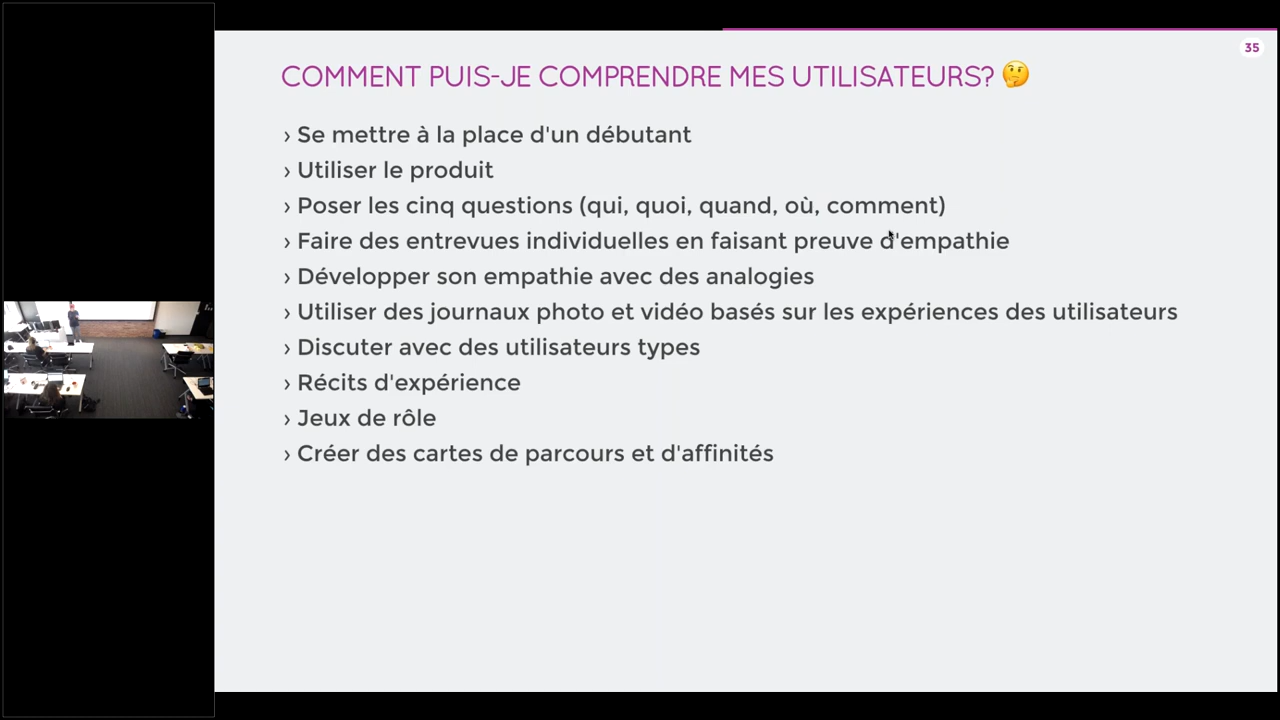 35
COMMENT PUIS-JE COMPRENDRE MES UTILISATEURS? 🤔
› Se mettre à la place d'un débutant
› Utiliser le produit
› Poser les cinq questions (qui, quoi, quand, où, comment)
› Faire des entrevues individuelles en faisant preuve d'empathie
› Développer son empathie avec des analogies
› Utiliser des journaux photo et vidéo basés sur les expériences des utilisateurs
› Discuter avec des utilisateurs types
› Récits d'expérience
› Jeux de rôle
› Créer des cartes de parcours et d'affinités